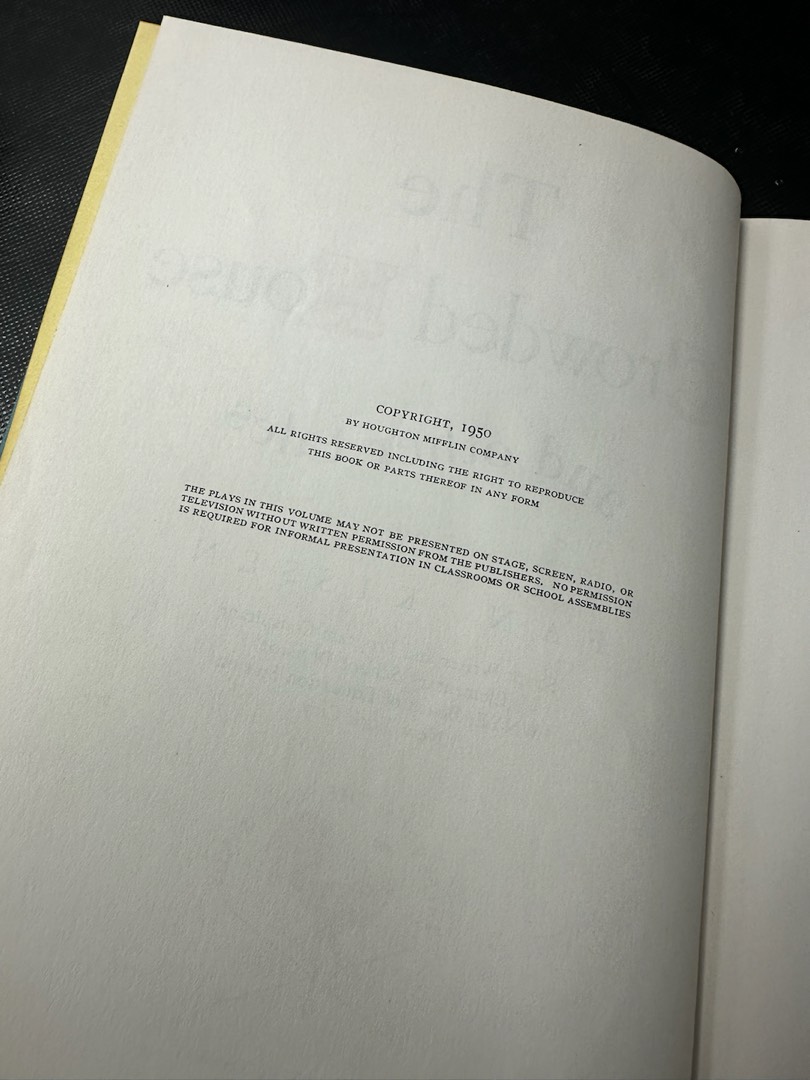 COPYRIGHT, 1950
BY HOUGHTON MIFFLIN COMPANY
ALL RIGHTS RESERVED INCLUDING THE RIGHT TO REPRODUCE
THIS BOOK OR PARTS THEREOF IN ANY FORM
THE PLAYS IN THIS VOLUME MAY NOT BE PRESENTED ON STAGE, SCREEN, RADIO, OR
TELEVISION WITHOUT WRITTEN PERMISSION FROM THE PUBLISHERS. NO PERMISSION
IS REQUIRED FOR INFORMAL PRESENTATION IN CLASSROOMS OR SCHOOL ASSEMBLIES